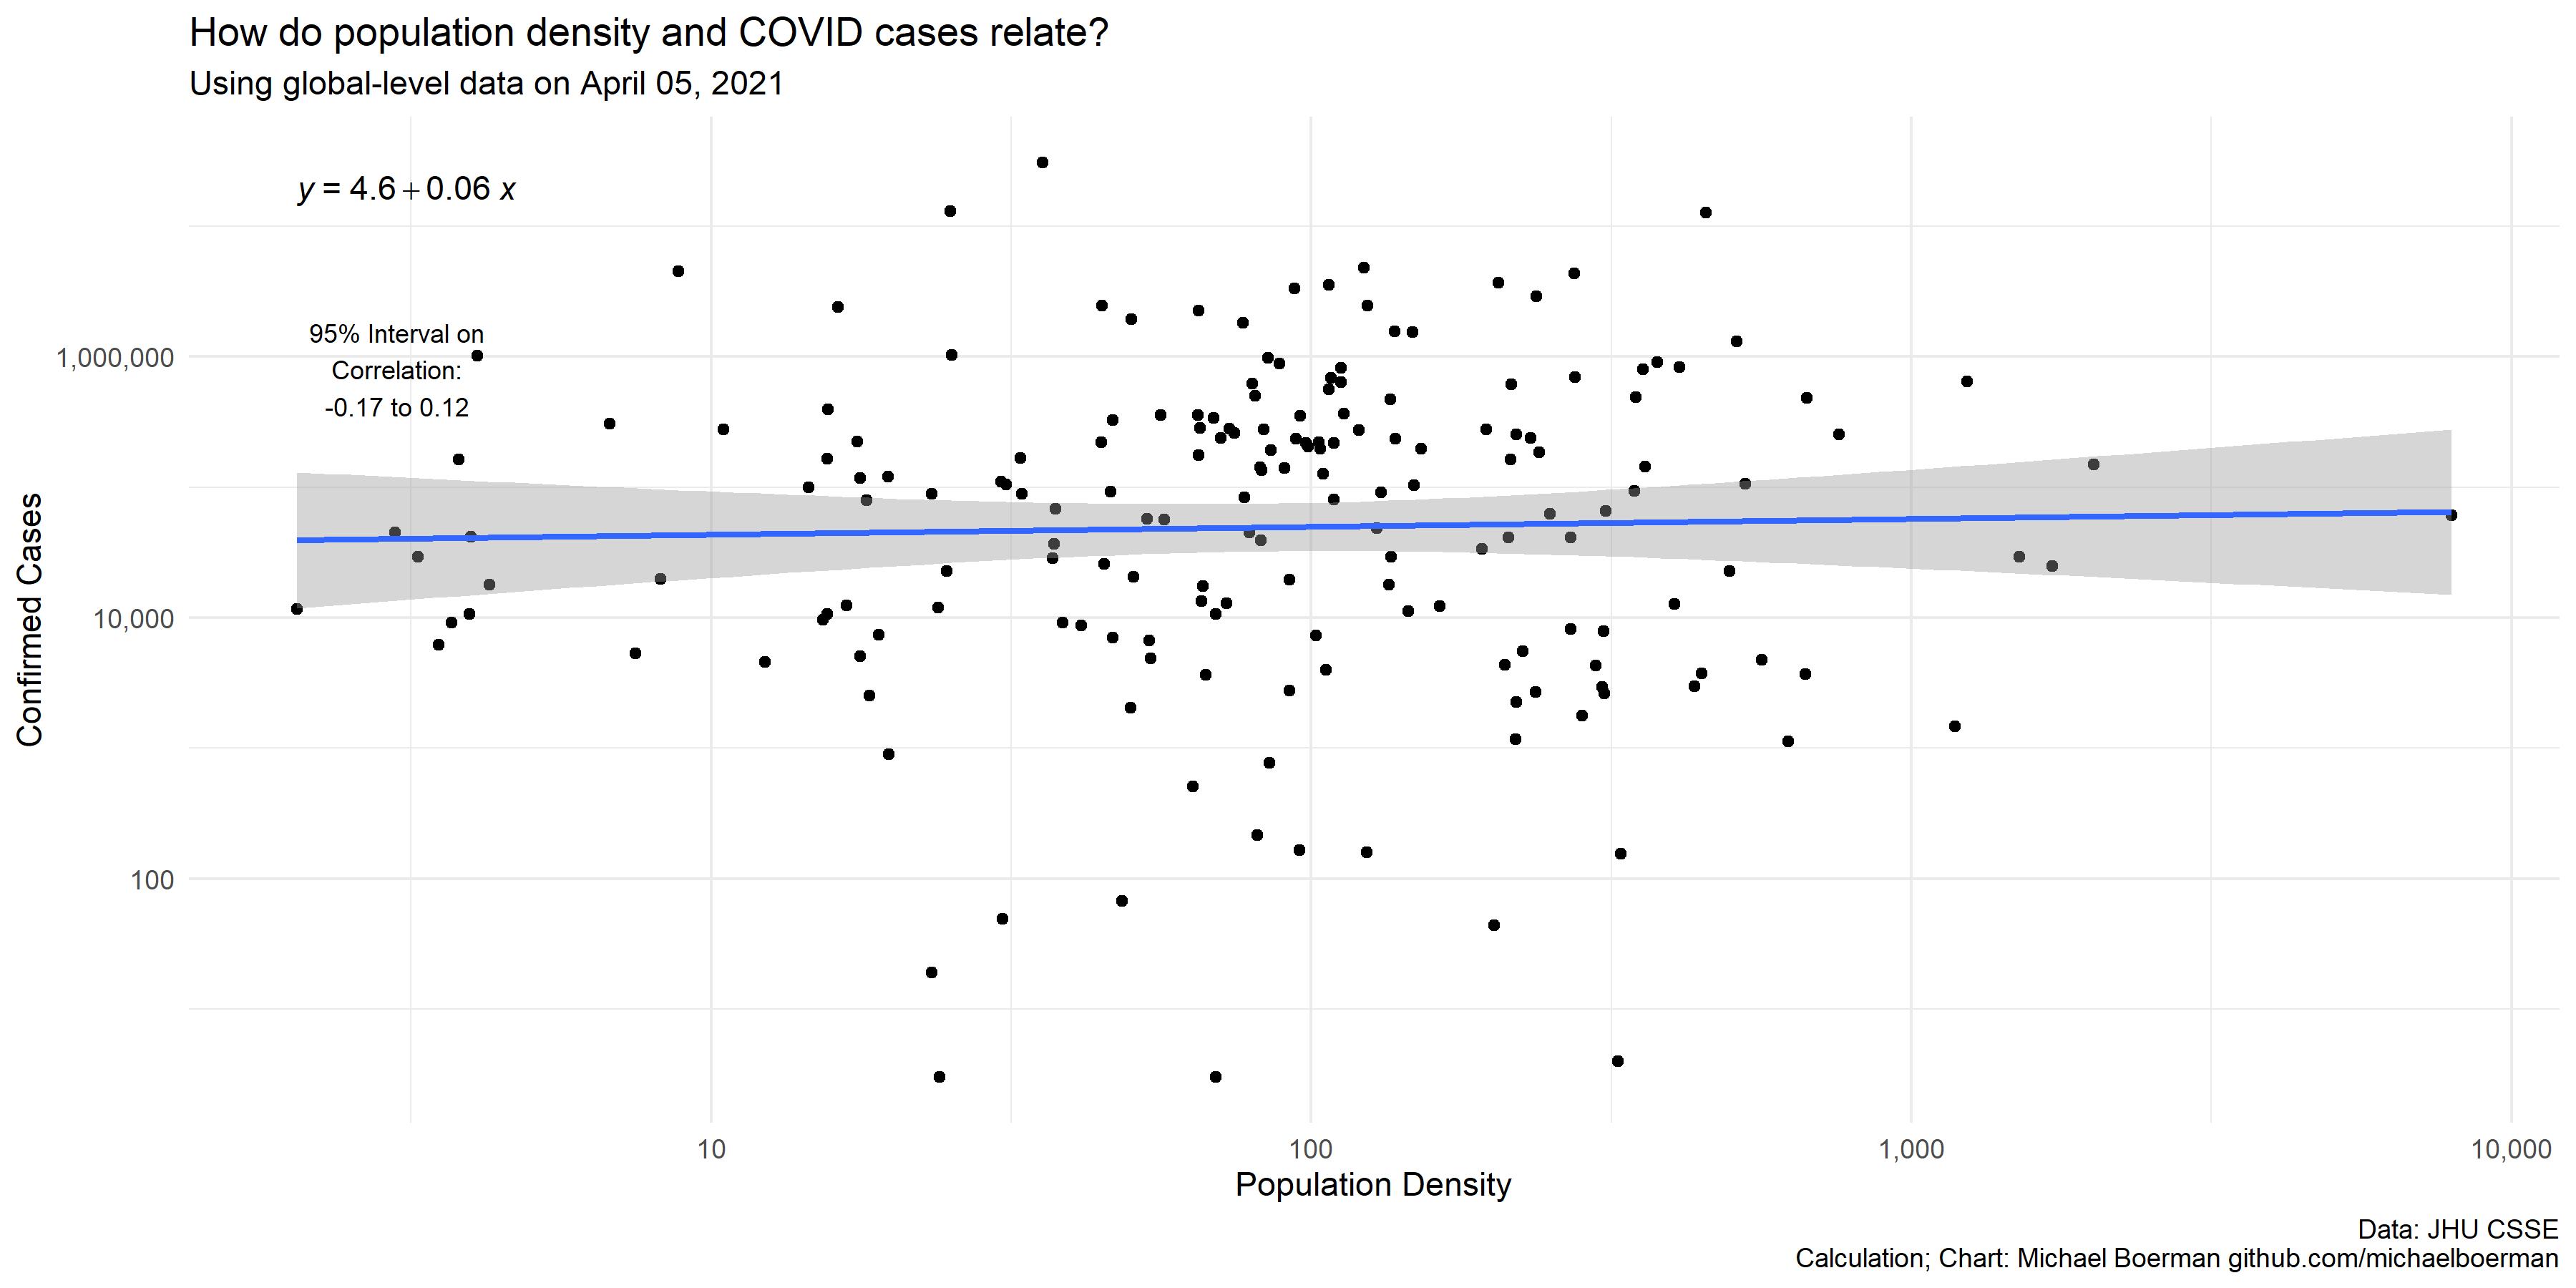 How do population density and COVID cases relate?
Using global-level data on April 05, 2021
y = 4.6+0.06 x
95% Interval on
Correlation:
-0.17 to 0.12
Confirmed Cases
1,000,000
10,000
100
10
100
1,000
10,000
Population Density
Data: JHU CSSE
Calculation; Chart: Michael Boerman github.com/michaelboerman